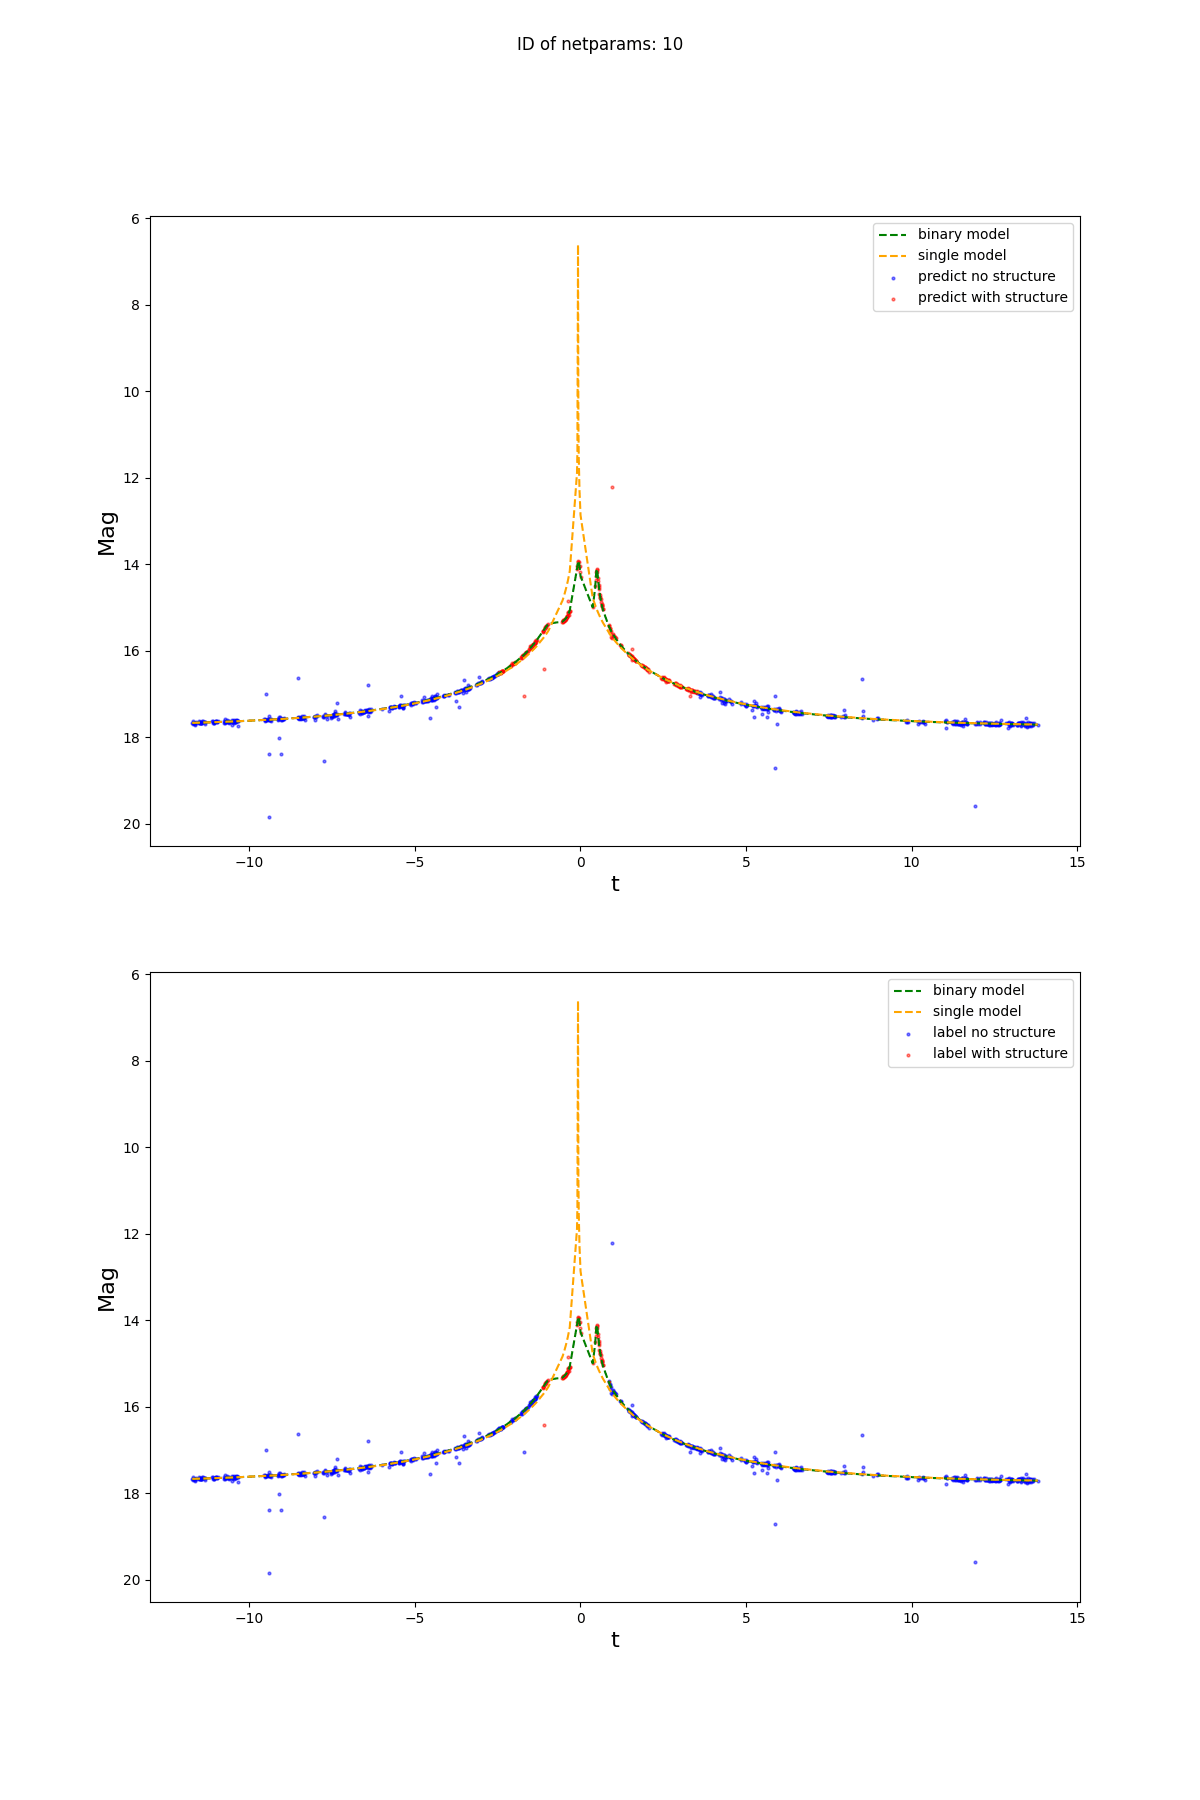 ID of netparams: 10
6
8
10
12
14
16
18
20
Mag
binary model
single model
predict no structure
predict with structure
−10
−5
0
5
10
15
t
6
8
10
12
14
16
18
20
Mag
binary model
single model
label no structure
label with structure
−10
−5
0
5
10
15
t